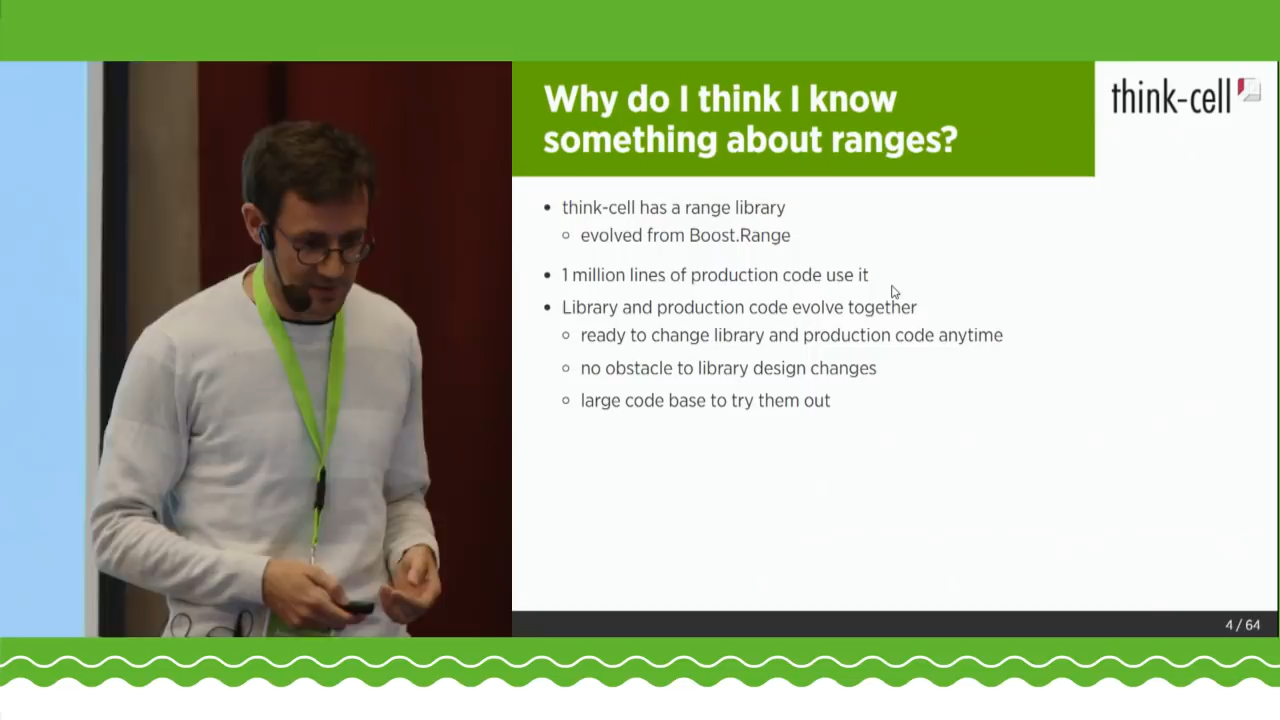 Why do I think I know
something about ranges?
think-cell
think-cell has a range library
evolved from Boost.Range
1 million lines of production code use it
Library and production code evolve together
ready to change library and production code anytime
no obstacle to library design changes
large code base to try them out
4 / 64